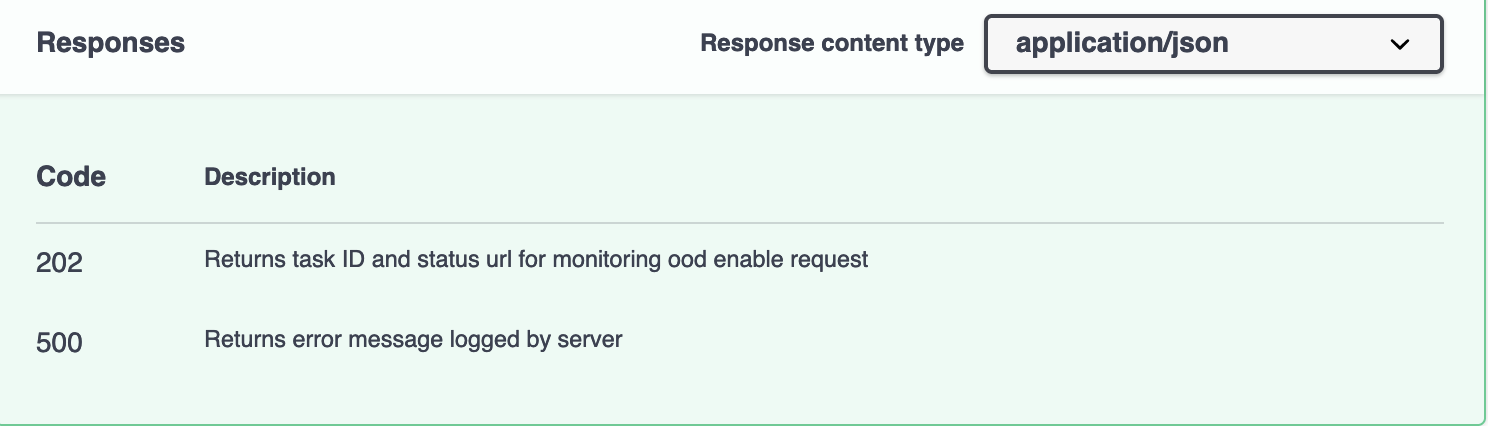 Responses
Response content type
application/json
Code Description
202 Returns task ID and status url for monitoring ood enable request
500 Returns error message logged by server